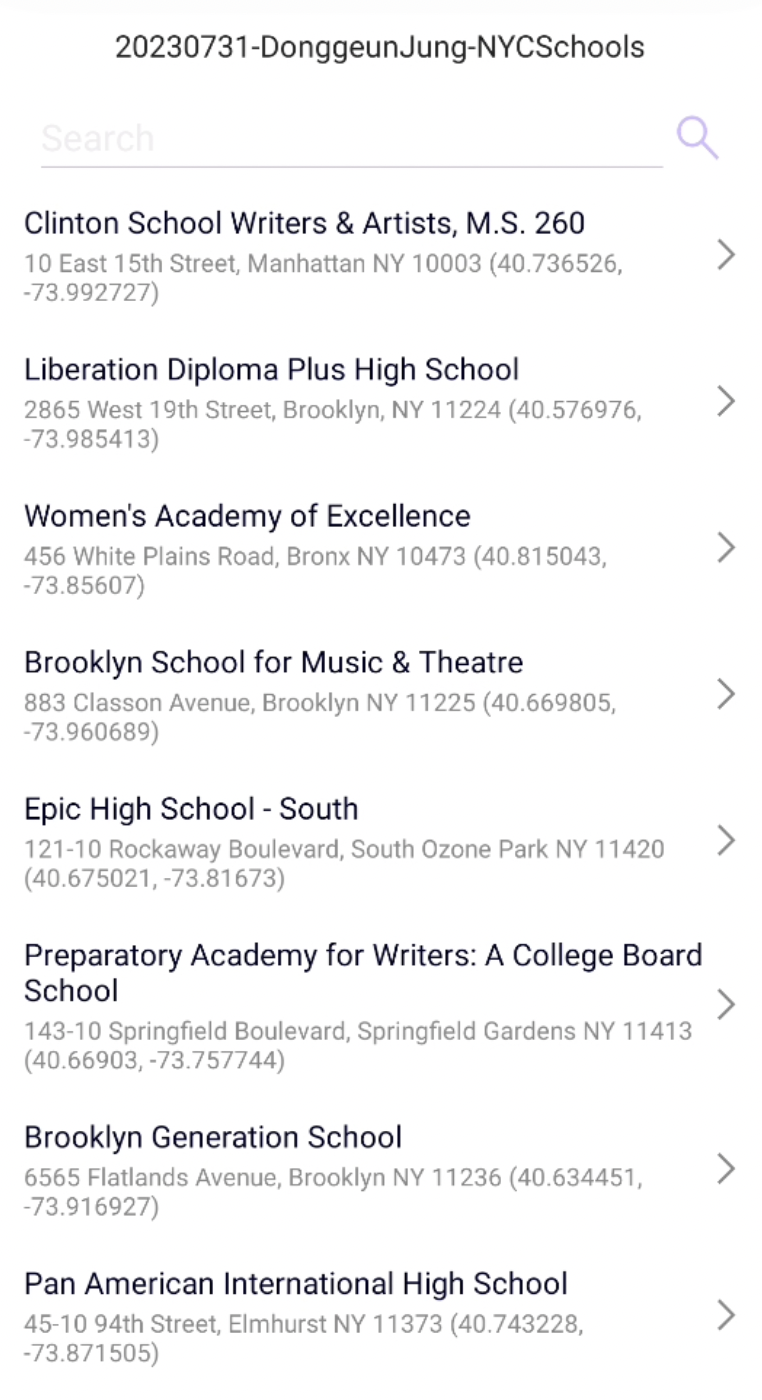 20230731-DonggeunJung-NYCSchools
Search
Clinton School Writers & Artists, M.S. 260
10 East 15th Street, Manhattan NY 10003 (40.736526,
-73.992727)
Liberation Diploma Plus High School
2865 West 19th Street, Brooklyn, NY 11224 (40.576976,
-73.985413)
Women's Academy of Excellence
456 White Plains Road, Bronx NY 10473 (40.815043,
-73.85607)
Brooklyn School for Music & Theatre
883 Classon Avenue, Brooklyn NY 11225 (40.669805,
-73.960689)
Epic High School - South
121-10 Rockaway Boulevard, South Ozone Park NY 11420
(40.675021, -73.81673)
Preparatory Academy for Writers: A College Board
School
143-10 Springfield Boulevard, Springfield Gardens NY 11413
(40.66903, -73.757744)
Brooklyn Generation School
6565 Flatlands Avenue, Brooklyn NY 11236 (40.634451,
-73.916927)
Pan American International High School
45-10 94th Street, Elmhurst NY 11373 (40.743228,
-73.871505)